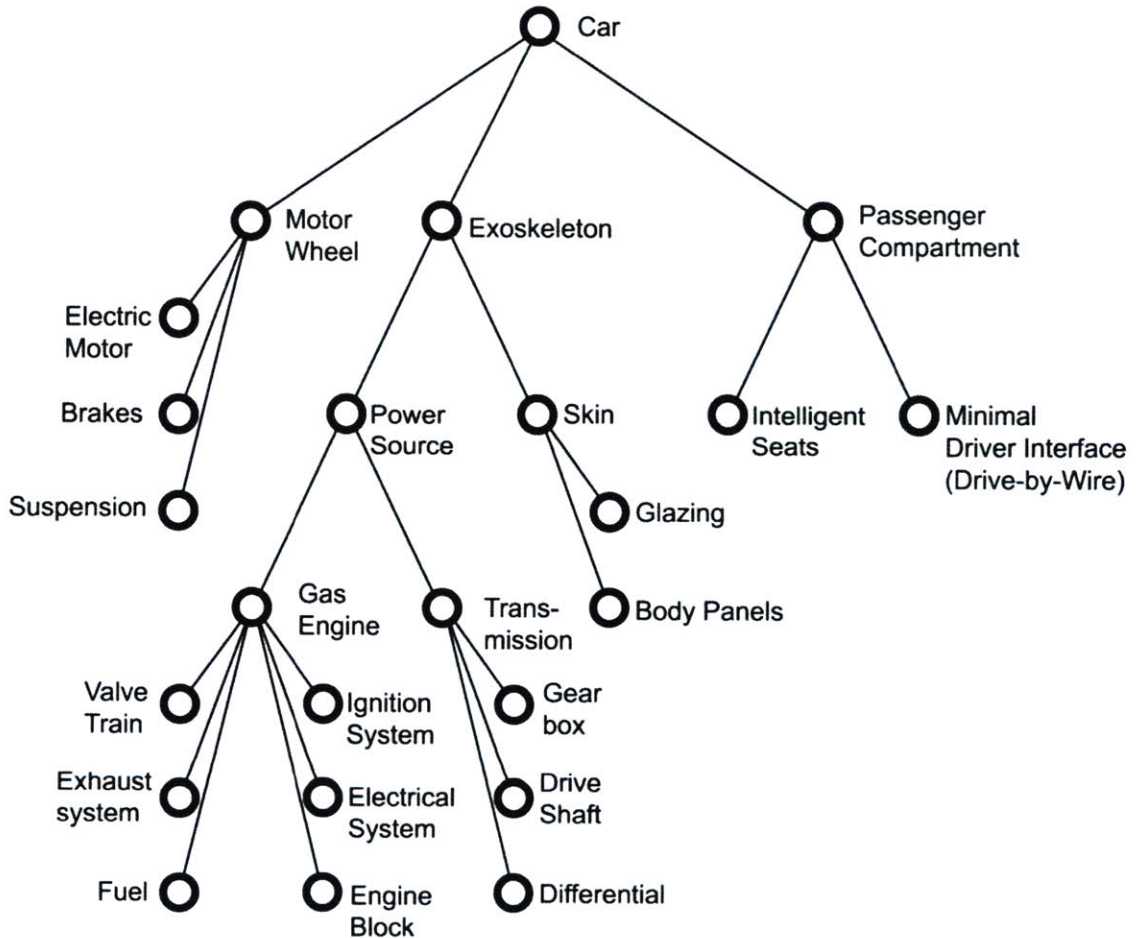 Car
Motor
Wheel
Exoskeleton
Passenger
Compartment
Electric
Motor
Brakes
Suspension
Power
Source
Skin
Intelligent
Seats
Minimal
Driver Interface
(Drive-by-Wire)
Glazing
Body Panels
Gas
Engine
Trans-
mission
Valve
Train
Ignition
System
Gear
box
Exhaust
system
Electrical
System
Drive
Shaft
Fuel
Engine
Block
Differential